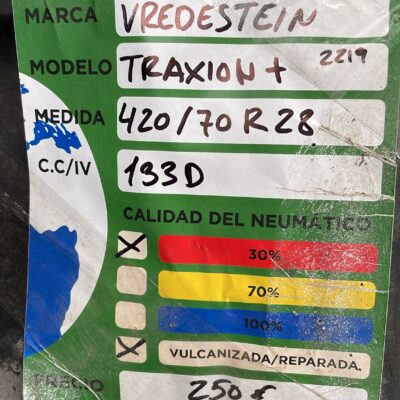 MARCA VREDESTEIN
MODELO TRAXION + 2219
MEDIDA 420/70 R 28
C.C/IV 133D
CALIDAD DEL NEUMÁTICO
X 30%
70%
100%
X VULCANIZADA/REPARADA.
PRECIO 250 €